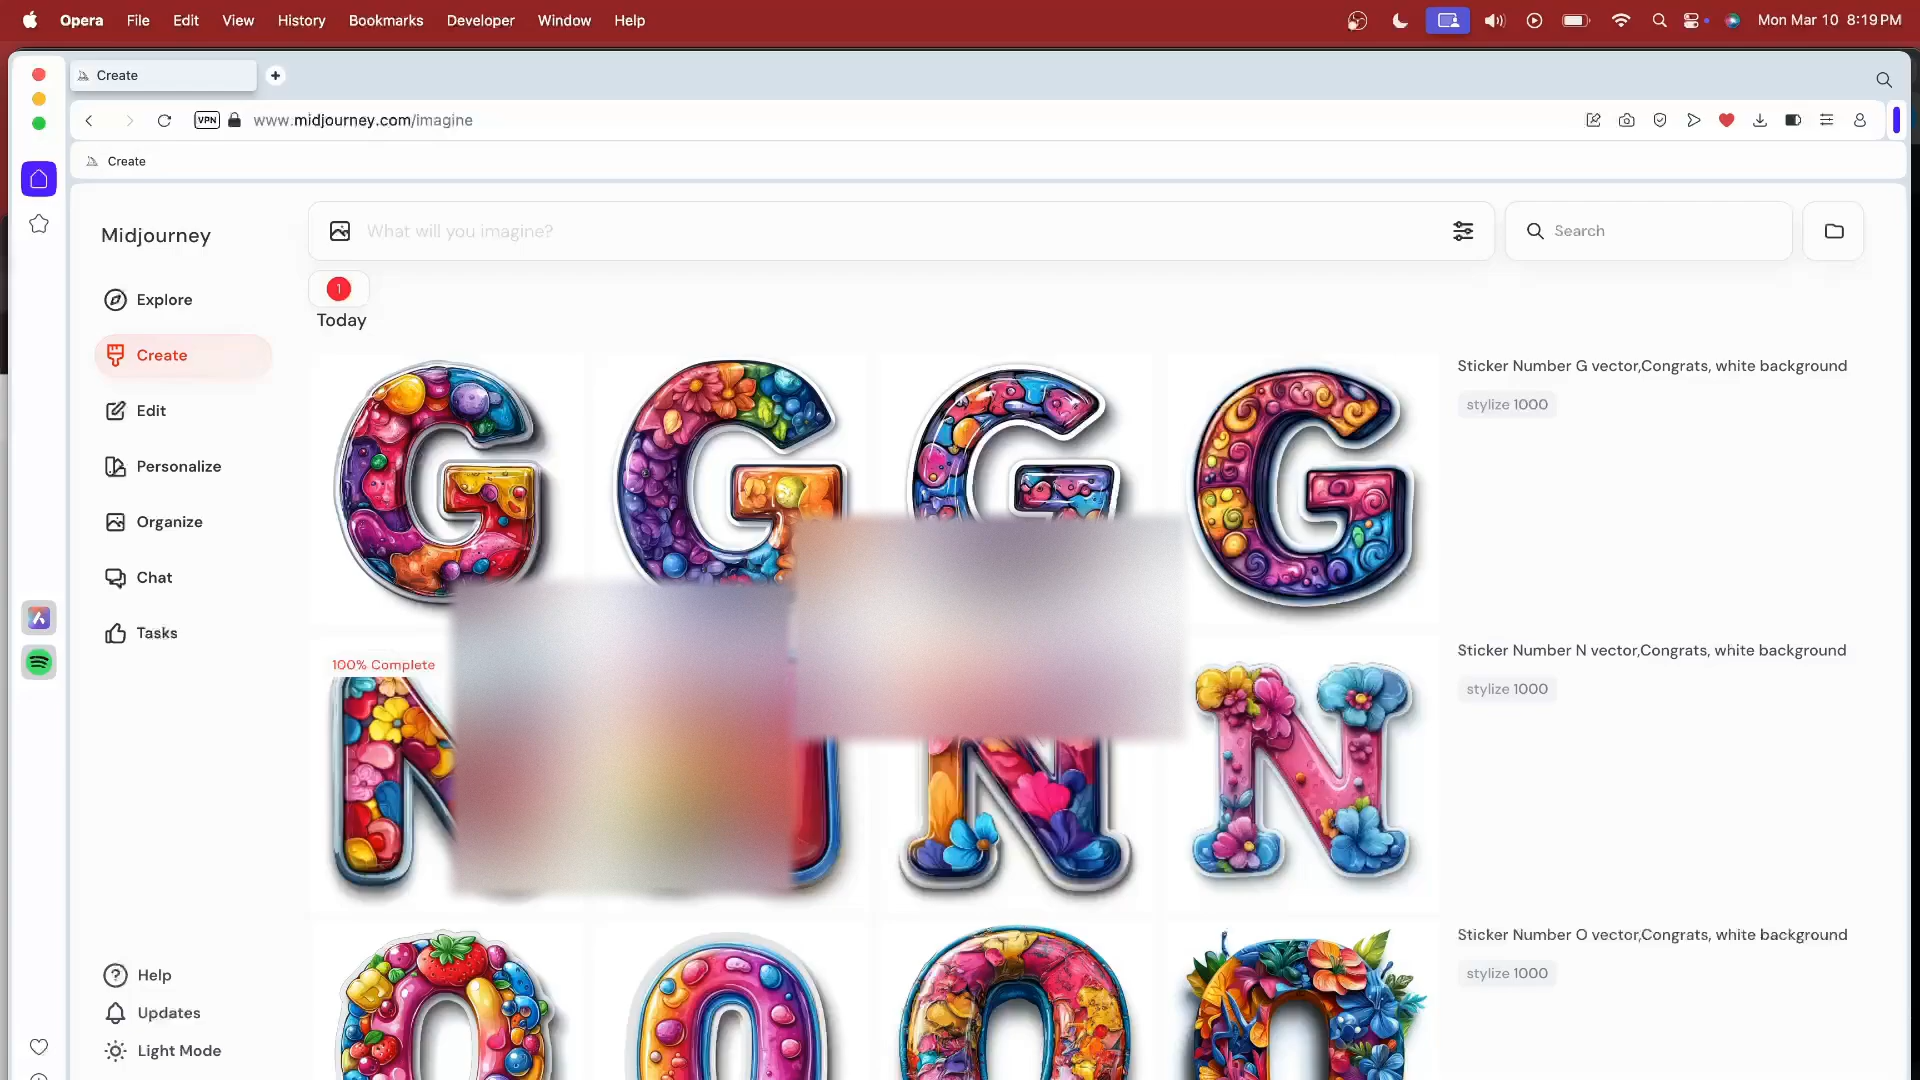 Opera File Edit View History Bookmarks Developer Window Help Mon Mar 10 8:19 PM
Create
VPN www.midjourney.com/imagine
Create
Midjourney
What will you imagine?
Search
1
Today
Explore
Create
Edit
Personalize
Organize
Chat
Tasks
Sticker Number G vector,Congrats, white background
stylize 1000
100% Complete
Sticker Number N vector,Congrats, white background
stylize 1000
Sticker Number O vector,Congrats, white background
stylize 1000
Help
Updates
Light Mode
G G G G
N N N
O O O O